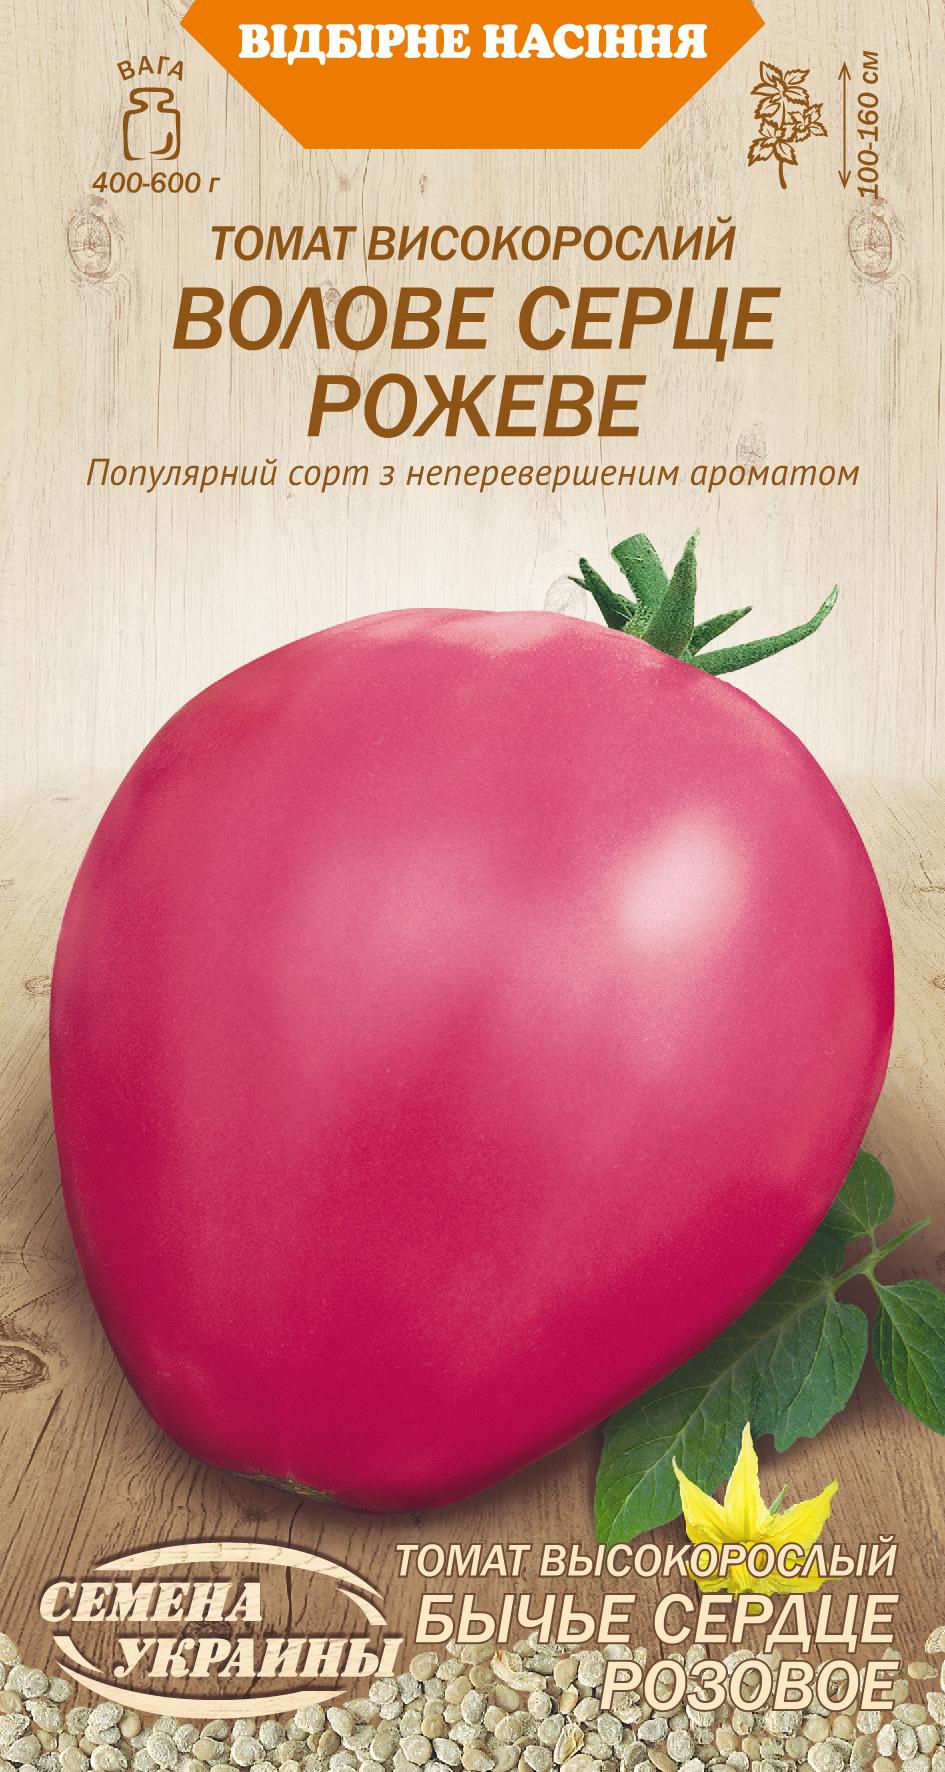 ВІДБІРНЕ НАСІННЯ
ВАГА
400-600 г
100-160 см
ТОМАТ ВИСОКОРОСЛИЙ
ВОЛОВЕ СЕРЦЕ
РОЖЕВЕ
Популярний сорт з неперевершеним ароматом
СЕМЕНА
УКРАИНЫ
ТОМАТ ВЫСОКОРОСЛЫЙ
БЫЧЬЕ СЕРДЦЕ
РОЗОВОЕ